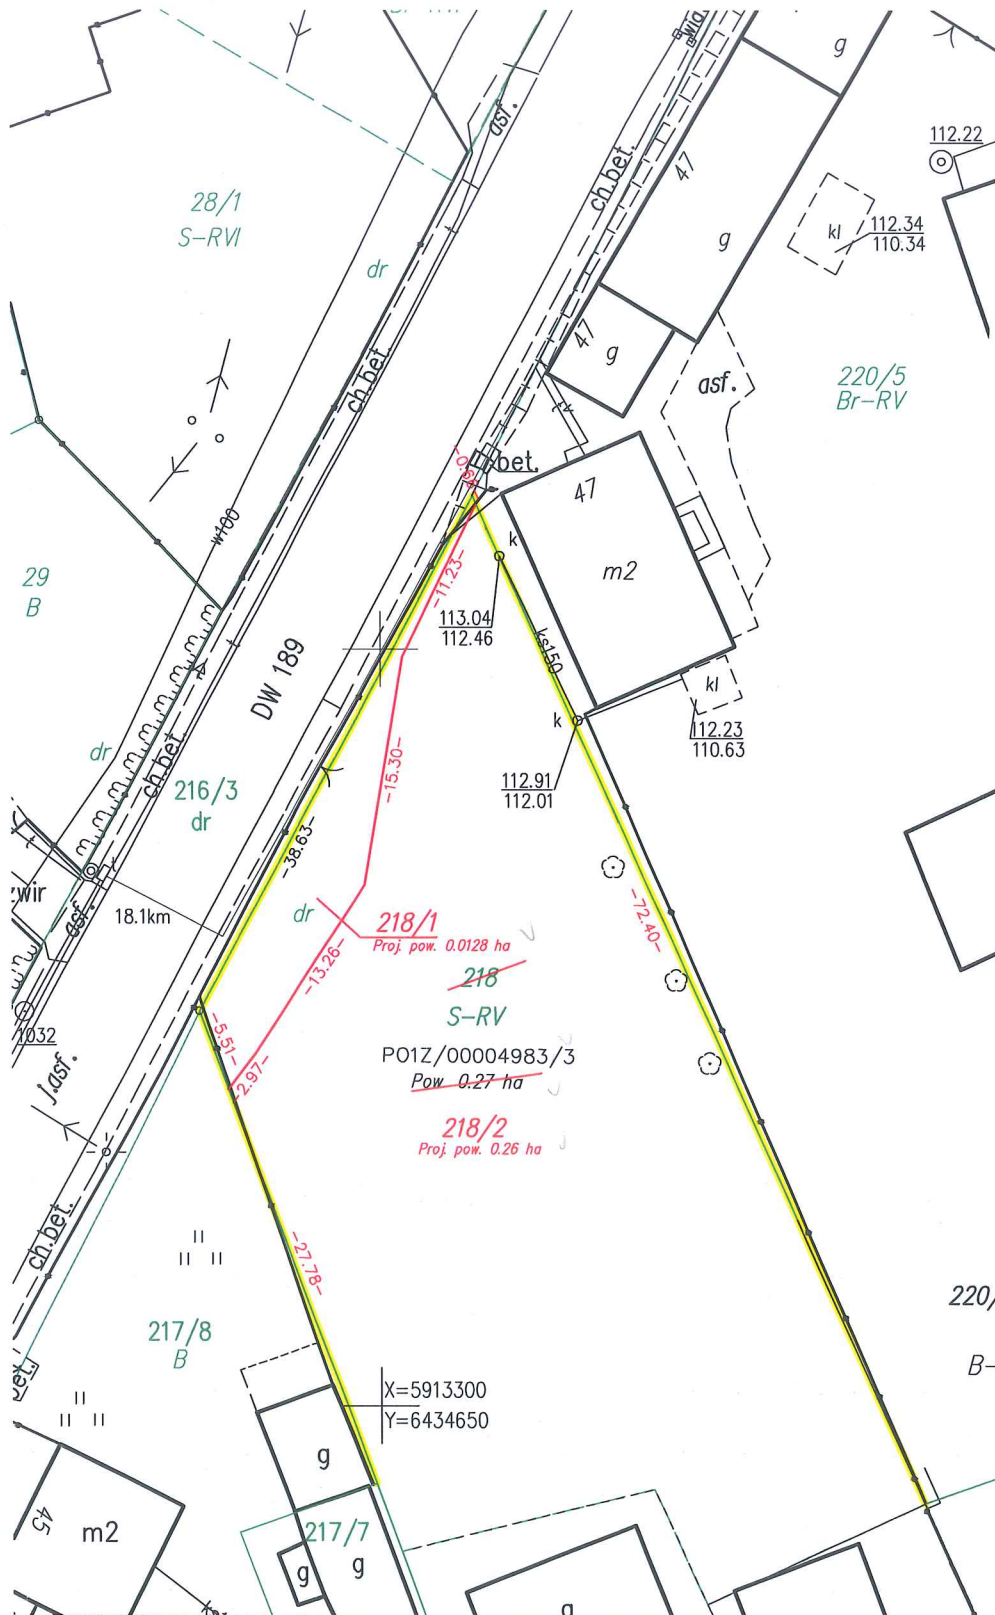 g
asf.
112.22
ch.bet.
47
28/1
S-RVI
kl
112.34
110.34
g
dr
47
g
ch.bet.
asf.
220/5
Br-RV
bet.
47
w100
k
-11.23-
m2
29
B
113.04
112.46
ks150
DW 189
kl
k
112.23
110.63
dr
-15.30-
ch.bet.
112.91
112.01
216/3
dr
-38.63-
żwir
18.1km
asf.
dr
218/1
Proj. pow. 0.0128 ha
-72.40-
-13.26-
218
S-RV
1032
-5.51-
PO1Z/00004983/3
j.asf.
-2.97-
Pow 0.27 ha
218/2
Proj. pow. 0.26 ha
ch.bet.
-27.78-
220/
217/8
B
B-
bet.
X=5913300
Y=6434650
g
45
m2
217/7
g
g
g